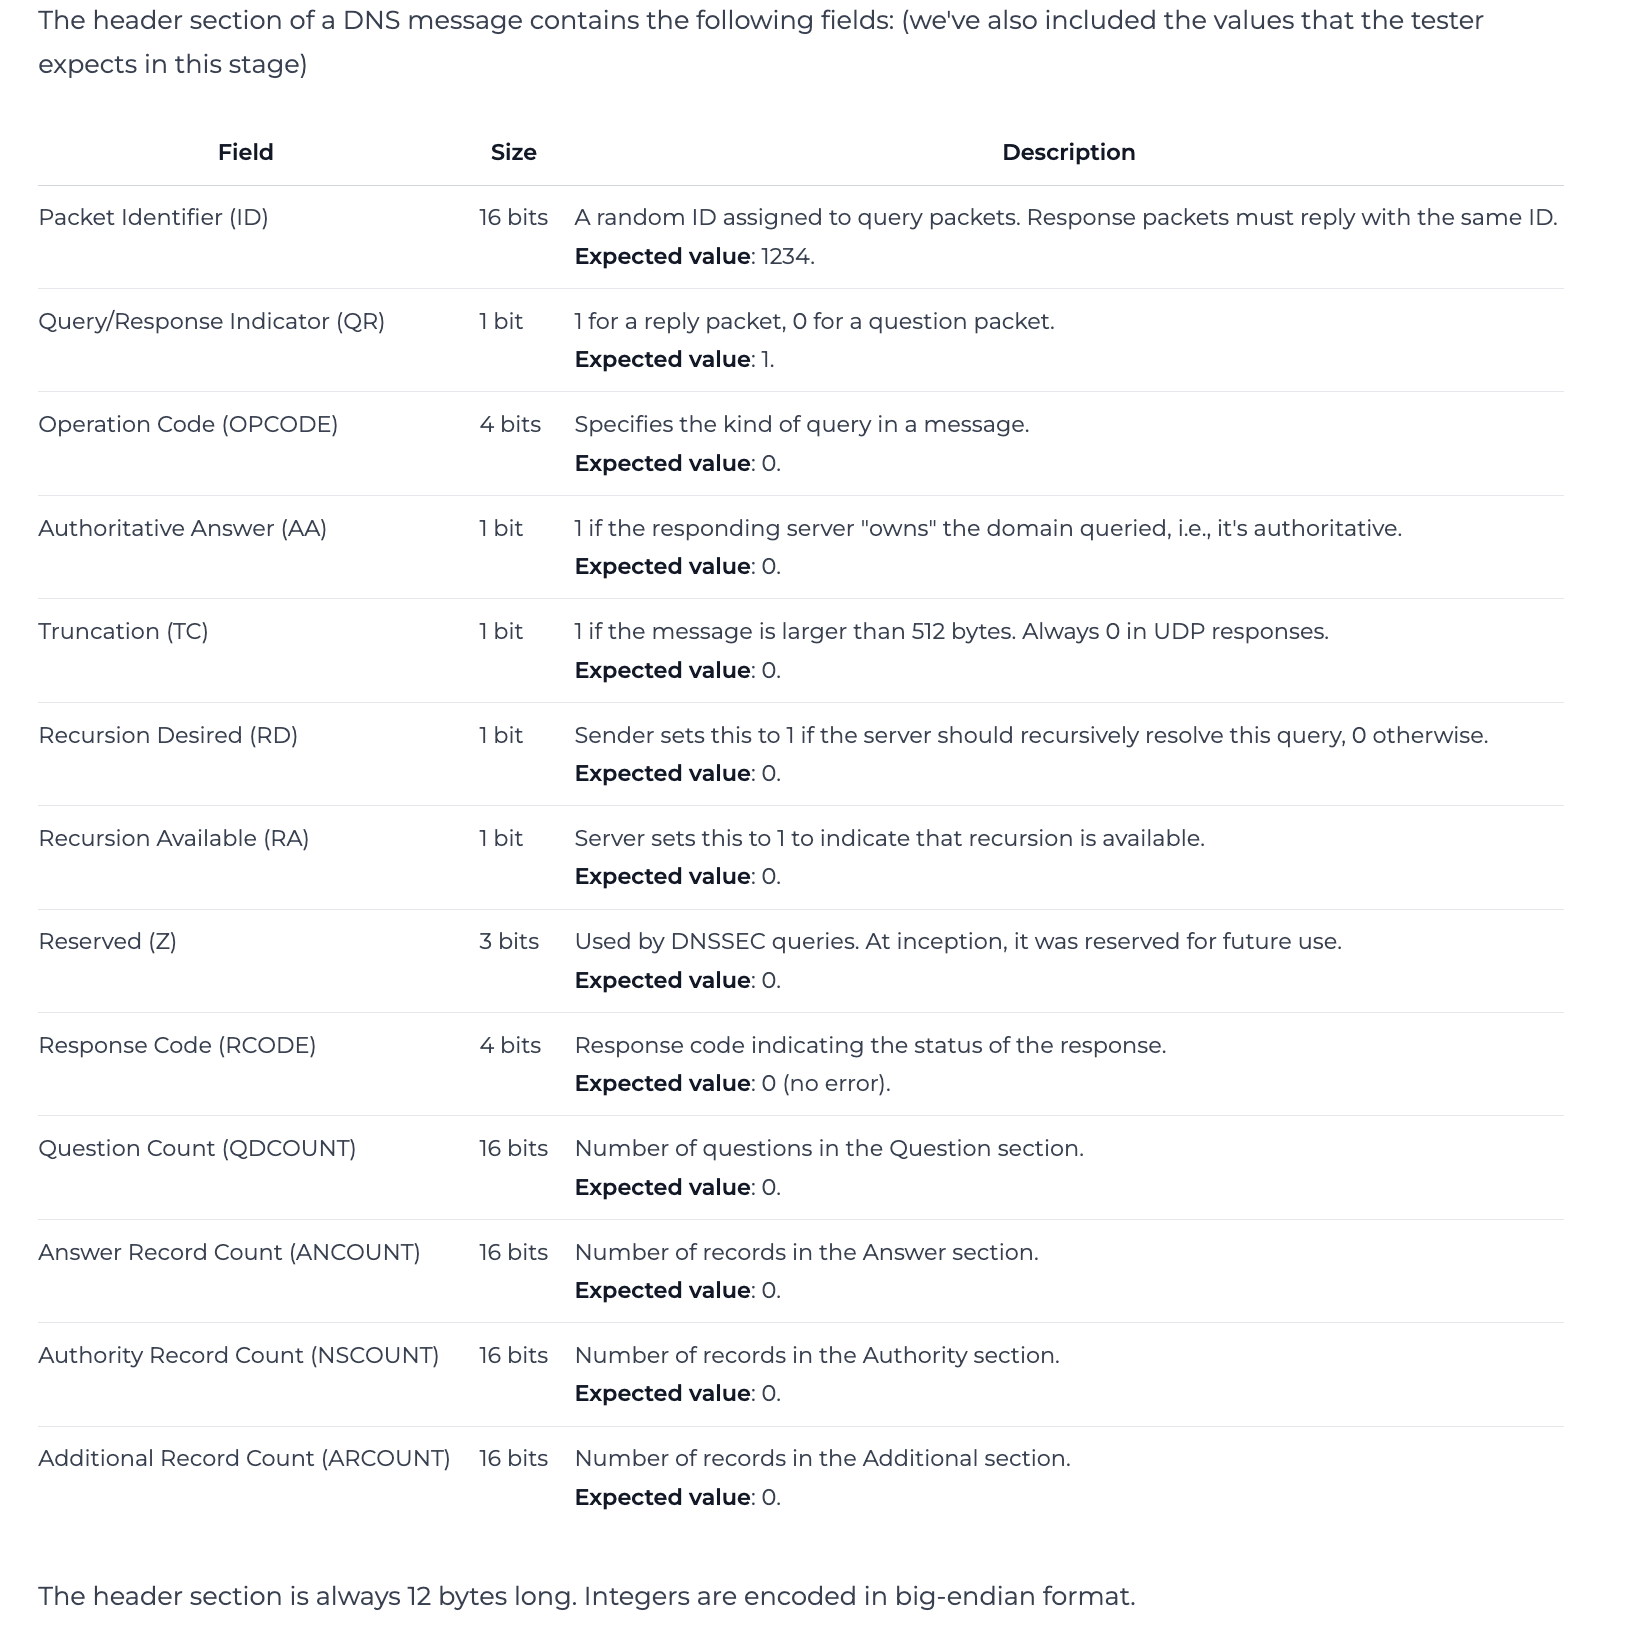 The header section of a DNS message contains the following fields: (we've also included the values that the tester
expects in this stage)
Field Size Description
Packet Identifier (ID) 16 bits A random ID assigned to query packets. Response packets must reply with the same ID.
Expected value: 1234.
Query/Response Indicator (QR) 1 bit 1 for a reply packet, 0 for a question packet.
Expected value: 1.
Operation Code (OPCODE) 4 bits Specifies the kind of query in a message.
Expected value: 0.
Authoritative Answer (AA) 1 bit 1 if the responding server "owns" the domain queried, i.e., it's authoritative.
Expected value: 0.
Truncation (TC) 1 bit 1 if the message is larger than 512 bytes. Always 0 in UDP responses.
Expected value: 0.
Recursion Desired (RD) 1 bit Sender sets this to 1 if the server should recursively resolve this query, 0 otherwise.
Expected value: 0.
Recursion Available (RA) 1 bit Server sets this to 1 to indicate that recursion is available.
Expected value: 0.
Reserved (Z) 3 bits Used by DNSSEC queries. At inception, it was reserved for future use.
Expected value: 0.
Response Code (RCODE) 4 bits Response code indicating the status of the response.
Expected value: 0 (no error).
Question Count (QDCOUNT) 16 bits Number of questions in the Question section.
Expected value: 0.
Answer Record Count (ANCOUNT) 16 bits Number of records in the Answer section.
Expected value: 0.
Authority Record Count (NSCOUNT) 16 bits Number of records in the Authority section.
Expected value: 0.
Additional Record Count (ARCOUNT) 16 bits Number of records in the Additional section.
Expected value: 0.
The header section is always 12 bytes long. Integers are encoded in big-endian format.